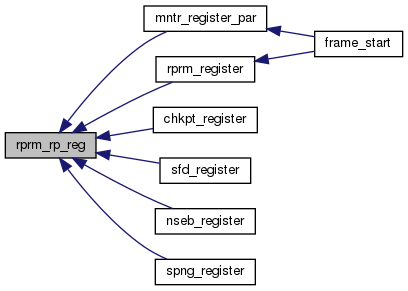 mntr_register_par
frame_start
rprm_register
chkpt_register
rprm_rp_reg
sfd_register
nseb_register
spng_register